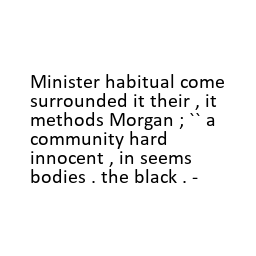 Minister habitual come
surrounded it their , it
methods Morgan ; `` a
community hard
innocent , in seems
bodies . the black . -